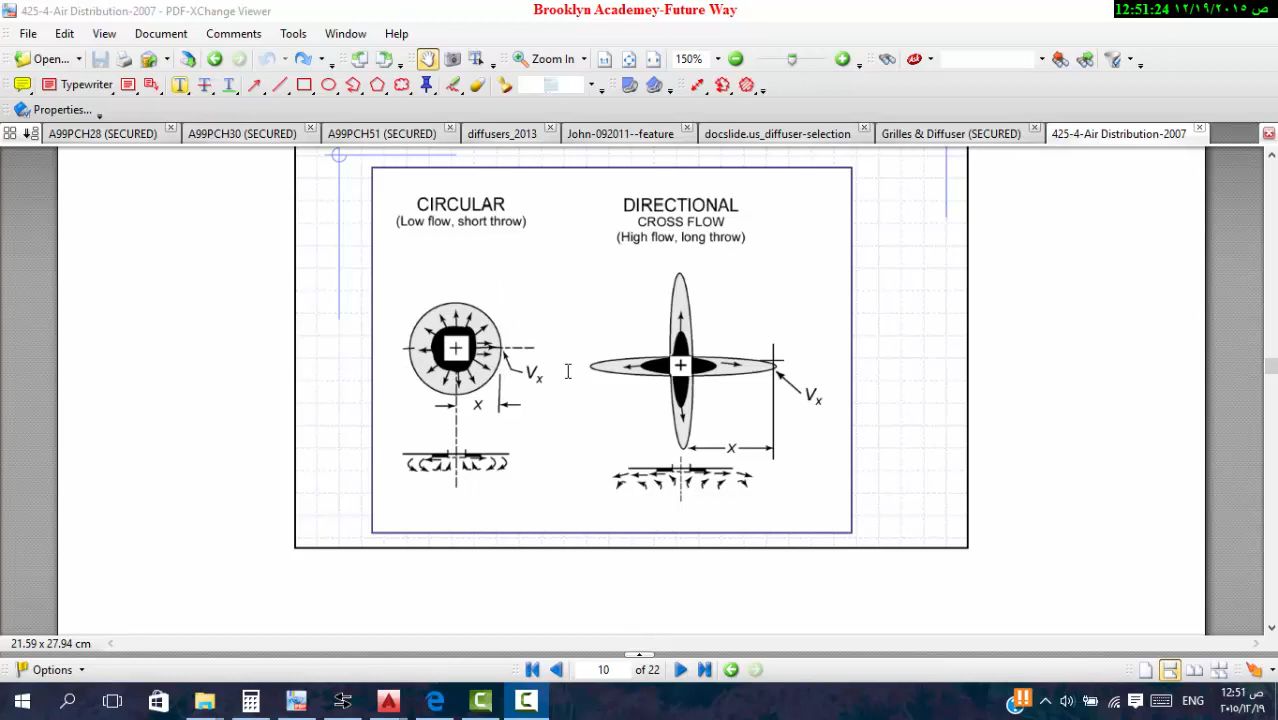 425-4-Air Distribution-2007 - PDF-XChange Viewer
Brooklyn Academey-Future Way
12:51:24 ص ١٢/١٩/٢٠١٥
File Edit View Document Comments Tools Window Help
Open... Zoom In 150%
Typewriter
Properties...
A99PCH28 (SECURED) A99PCH30 (SECURED) A99PCH51 (SECURED) diffusers_2013 John-092011--feature docslide.us_diffuser-selection Grilles & Diffuser (SECURED) 425-4-Air Distribution-2007
CIRCULAR
(Low flow, short throw)
DIRECTIONAL
CROSS FLOW
(High flow, long throw)
Vx
x
Vx
x
21.59 x 27.94 cm
Options 10 of 22
ENG 12:51 ص
٢٠١٥/١٢/١٩